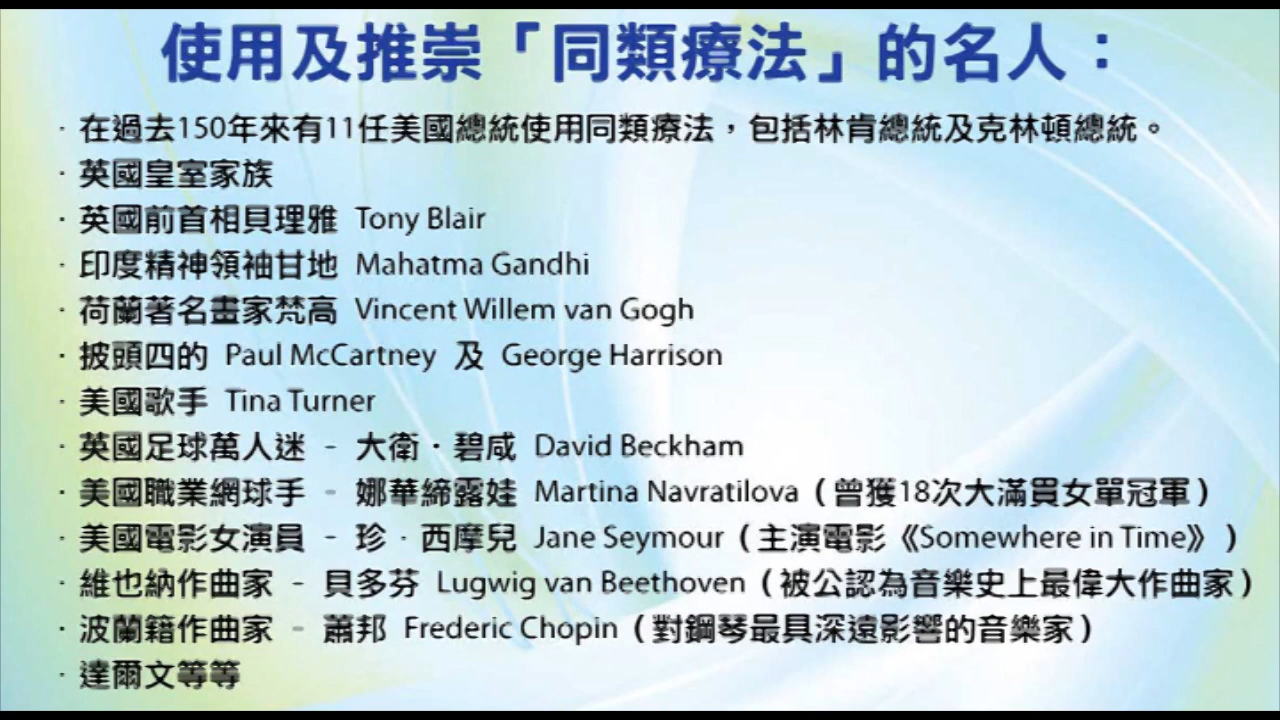 使用及推崇「同類療法」的名人：
· 在過去150年來有11任美國總統使用同類療法，包括林肯總統及克林頓總統。
· 英國皇室家族
· 英國前首相貝理雅 Tony Blair
· 印度精神領袖甘地 Mahatma Gandhi
· 荷蘭著名畫家梵高 Vincent Willem van Gogh
· 披頭四的 Paul McCartney 及 George Harrison
· 美國歌手 Tina Turner
· 英國足球萬人迷 - 大衛·碧咸 David Beckham
· 美國職業網球手 - 娜華締露娃 Martina Navratilova（曾獲18次大滿貫女單冠軍）
· 美國電影女演員 - 珍·西摩兒 Jane Seymour（主演電影《Somewhere in Time》）
· 維也納作曲家 - 貝多芬 Lugwig van Beethoven（被公認為音樂史上最偉大作曲家）
· 波蘭籍作曲家 - 蕭邦 Frederic Chopin（對鋼琴最具深遠影響的音樂家）
· 達爾文等等